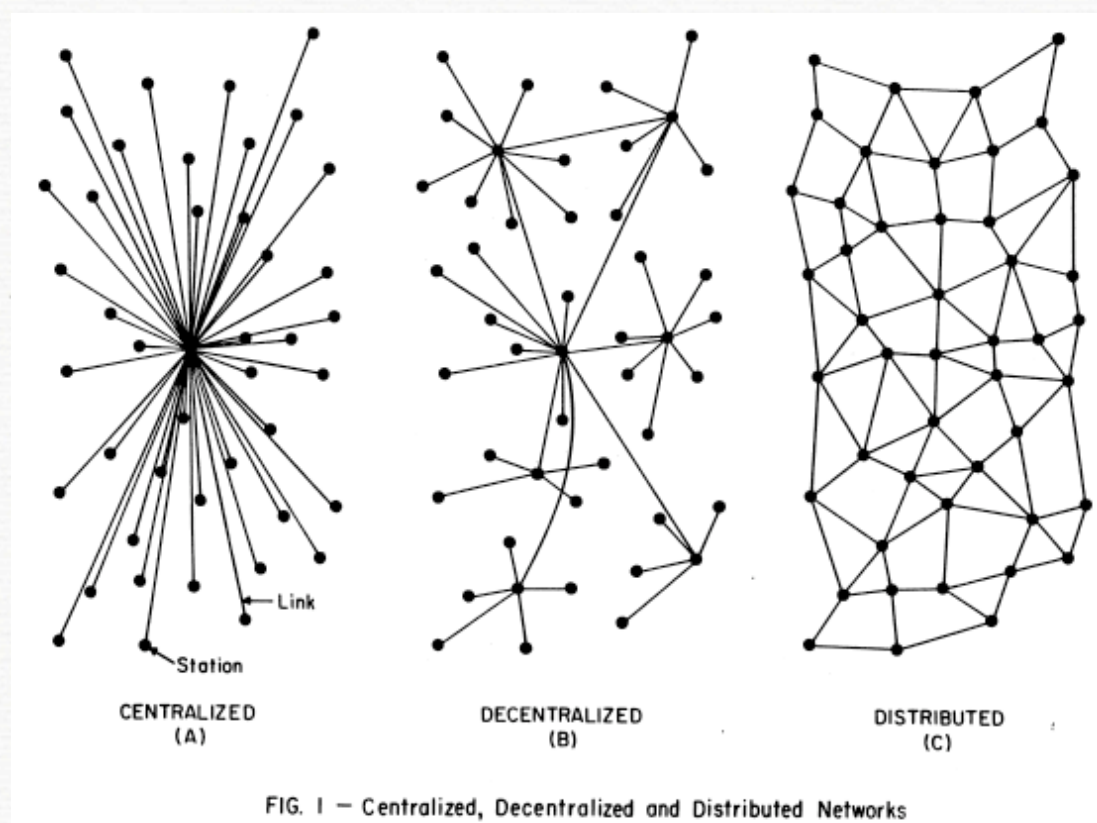 Link
Station
CENTRALIZED
(A)
DECENTRALIZED
(B)
DISTRIBUTED
(C)
FIG. I — Centralized, Decentralized and Distributed Networks